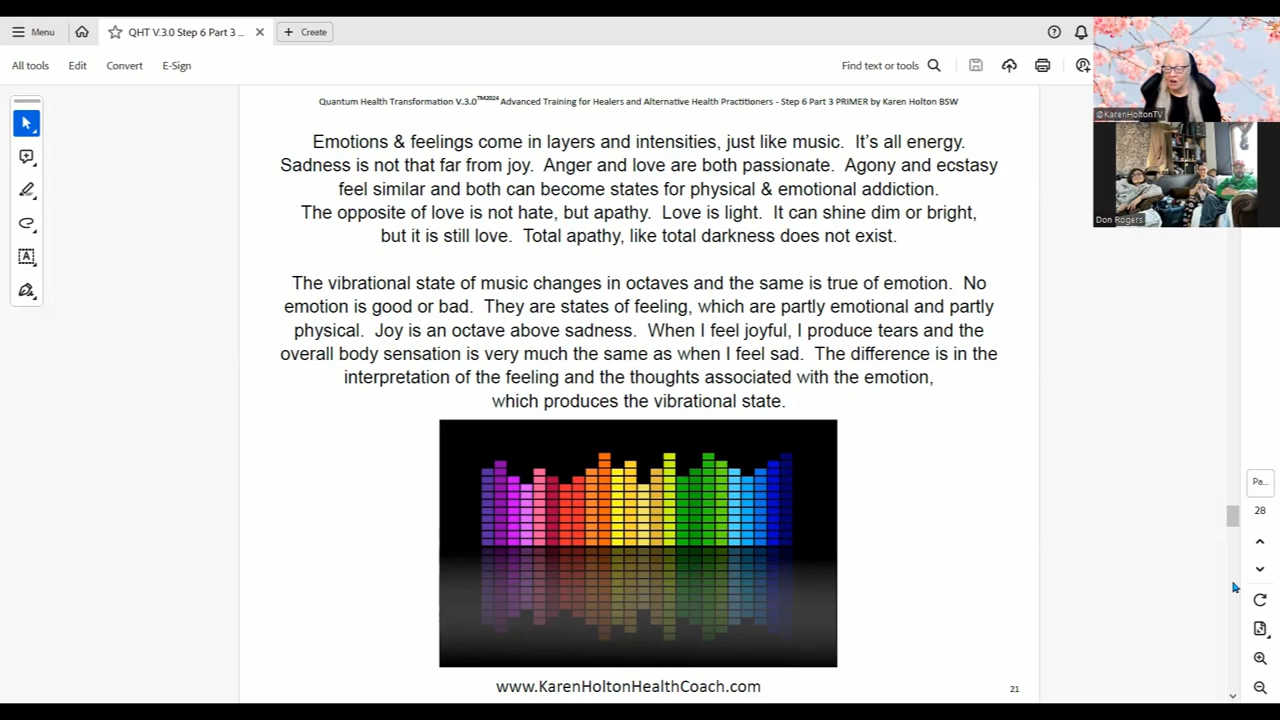 Menu
QHT V.3.0 Step 6 Part 3 ...
Create
All tools
Edit
Convert
E-Sign
Find text or tools
©KarenHoltonTV
Don Rogers
Quantum Health Transformation V.3.0™2024 Advanced Training for Healers and Alternative Health Practitioners - Step 6 Part 3 PRIMER by Karen Holton BSW
Emotions & feelings come in layers and intensities, just like music. It's all energy.
Sadness is not that far from joy. Anger and love are both passionate. Agony and ecstasy
feel similar and both can become states for physical & emotional addiction.
The opposite of love is not hate, but apathy. Love is light. It can shine dim or bright,
but it is still love. Total apathy, like total darkness does not exist.
The vibrational state of music changes in octaves and the same is true of emotion. No
emotion is good or bad. They are states of feeling, which are partly emotional and partly
physical. Joy is an octave above sadness. When I feel joyful, I produce tears and the
overall body sensation is very much the same as when I feel sad. The difference is in the
interpretation of the feeling and the thoughts associated with the emotion,
which produces the vibrational state.
www.KarenHoltonHealthCoach.com
21
Pa...
28